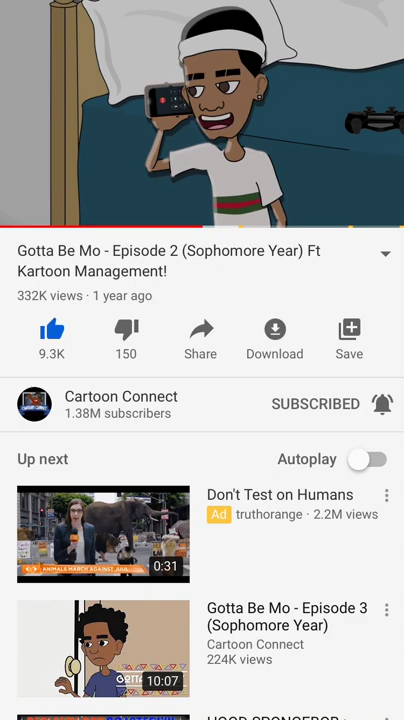 Gotta Be Mo - Episode 2 (Sophomore Year) Ft
Kartoon Management!
332K views · 1 year ago
9.3K
150
Share
Download
Save
Cartoon Connect
1.38M subscribers
SUBSCRIBED
Up next
Autoplay
Don't Test on Humans
Ad truthorange · 2.2M views
ANIMALS MARCH AGAINST JUUL
0:31
Gotta Be Mo - Episode 3
(Sophomore Year)
Cartoon Connect
224K views
GOTTA
10:07